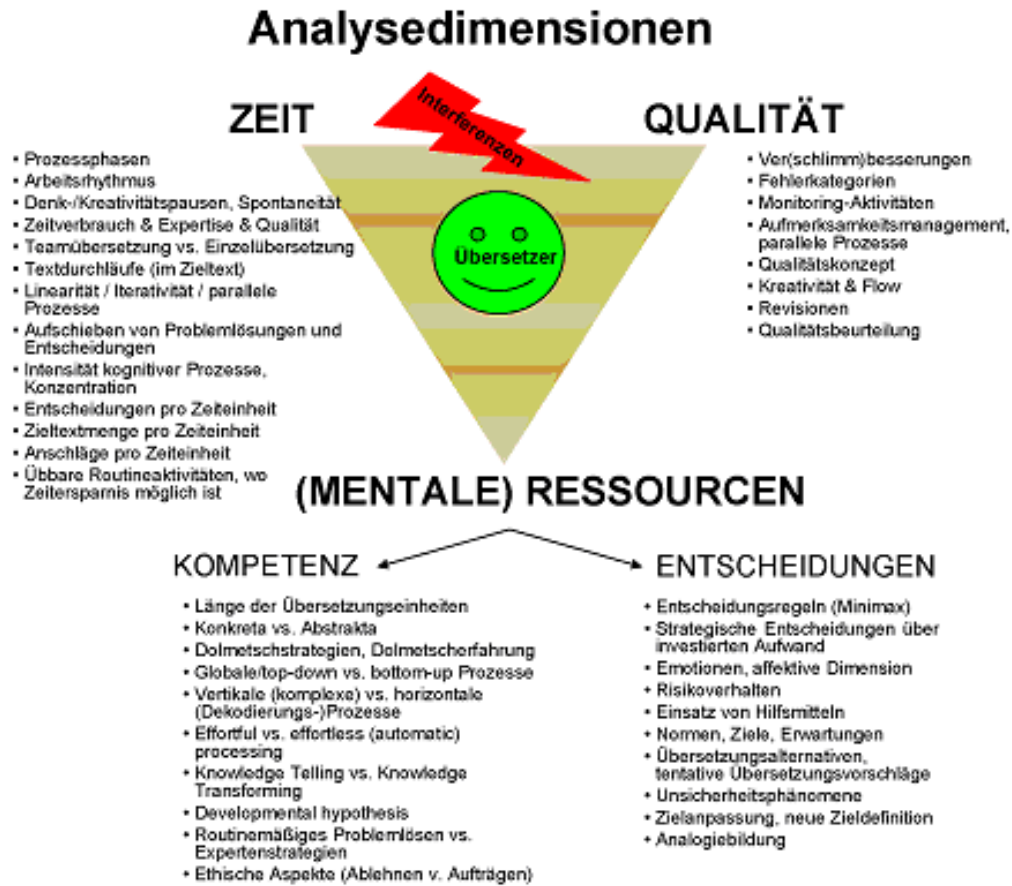 Analysedimensionen
Interferenzen
ZEIT
• Prozessphasen
• Arbeitsrhythmus
• Denk-/Kreativitätspausen, Spontaneität
• Zeitverbrauch & Expertise & Qualität
• Teamübersetzung vs. Einzelübersetzung
• Textdurchläufe (im Zieltext)
• Linearität / Iterativität / parallele
Prozesse
• Aufschieben von Problemlösungen und
Entscheidungen
• Intensität kognitiver Prozesse,
Konzentration
• Entscheidungen pro Zeiteinheit
• Zieltextmenge pro Zeiteinheit
• Anschläge pro Zeiteinheit
• Übbare Routineaktivitäten, wo
Zeitersparnis möglich ist
Übersetzer
QUALITÄT
• Ver(schlimm)besserungen
• Fehlerkategorien
• Monitoring-Aktivitäten
• Aufmerksamkeitsmanagement,
parallele Prozesse
• Qualitätskonzept
• Kreativität & Flow
• Revisionen
• Qualitätsbeurteilung
(MENTALE) RESSOURCEN
KOMPETENZ
• Länge der Übersetzungseinheiten
• Konkreta vs. Abstrakta
• Dolmetschstrategien, Dolmetscherfahrung
• Globale/top-down vs. bottom-up Prozesse
• Vertikale (komplexe) vs. horizontale
(Dekodierungs-)Prozesse
• Effortful vs. effortless (automatic)
processing
• Knowledge Telling vs. Knowledge
Transforming
• Developmental hypothesis
• Routinemäßiges Problemlösen vs.
Expertenstrategien
• Ethische Aspekte (Ablehnen v. Aufträgen)
ENTSCHEIDUNGEN
• Entscheidungsregeln (Minimax)
• Strategische Entscheidungen über
investierten Aufwand
• Emotionen, affektive Dimension
• Risikoverhalten
• Einsatz von Hilfsmitteln
• Normen, Ziele, Erwartungen
• Übersetzungsalternativen,
tentative Übersetzungsvorschläge
• Unsicherheitsphänomene
• Zielanpassung, neue Zieldefinition
• Analogiebildung